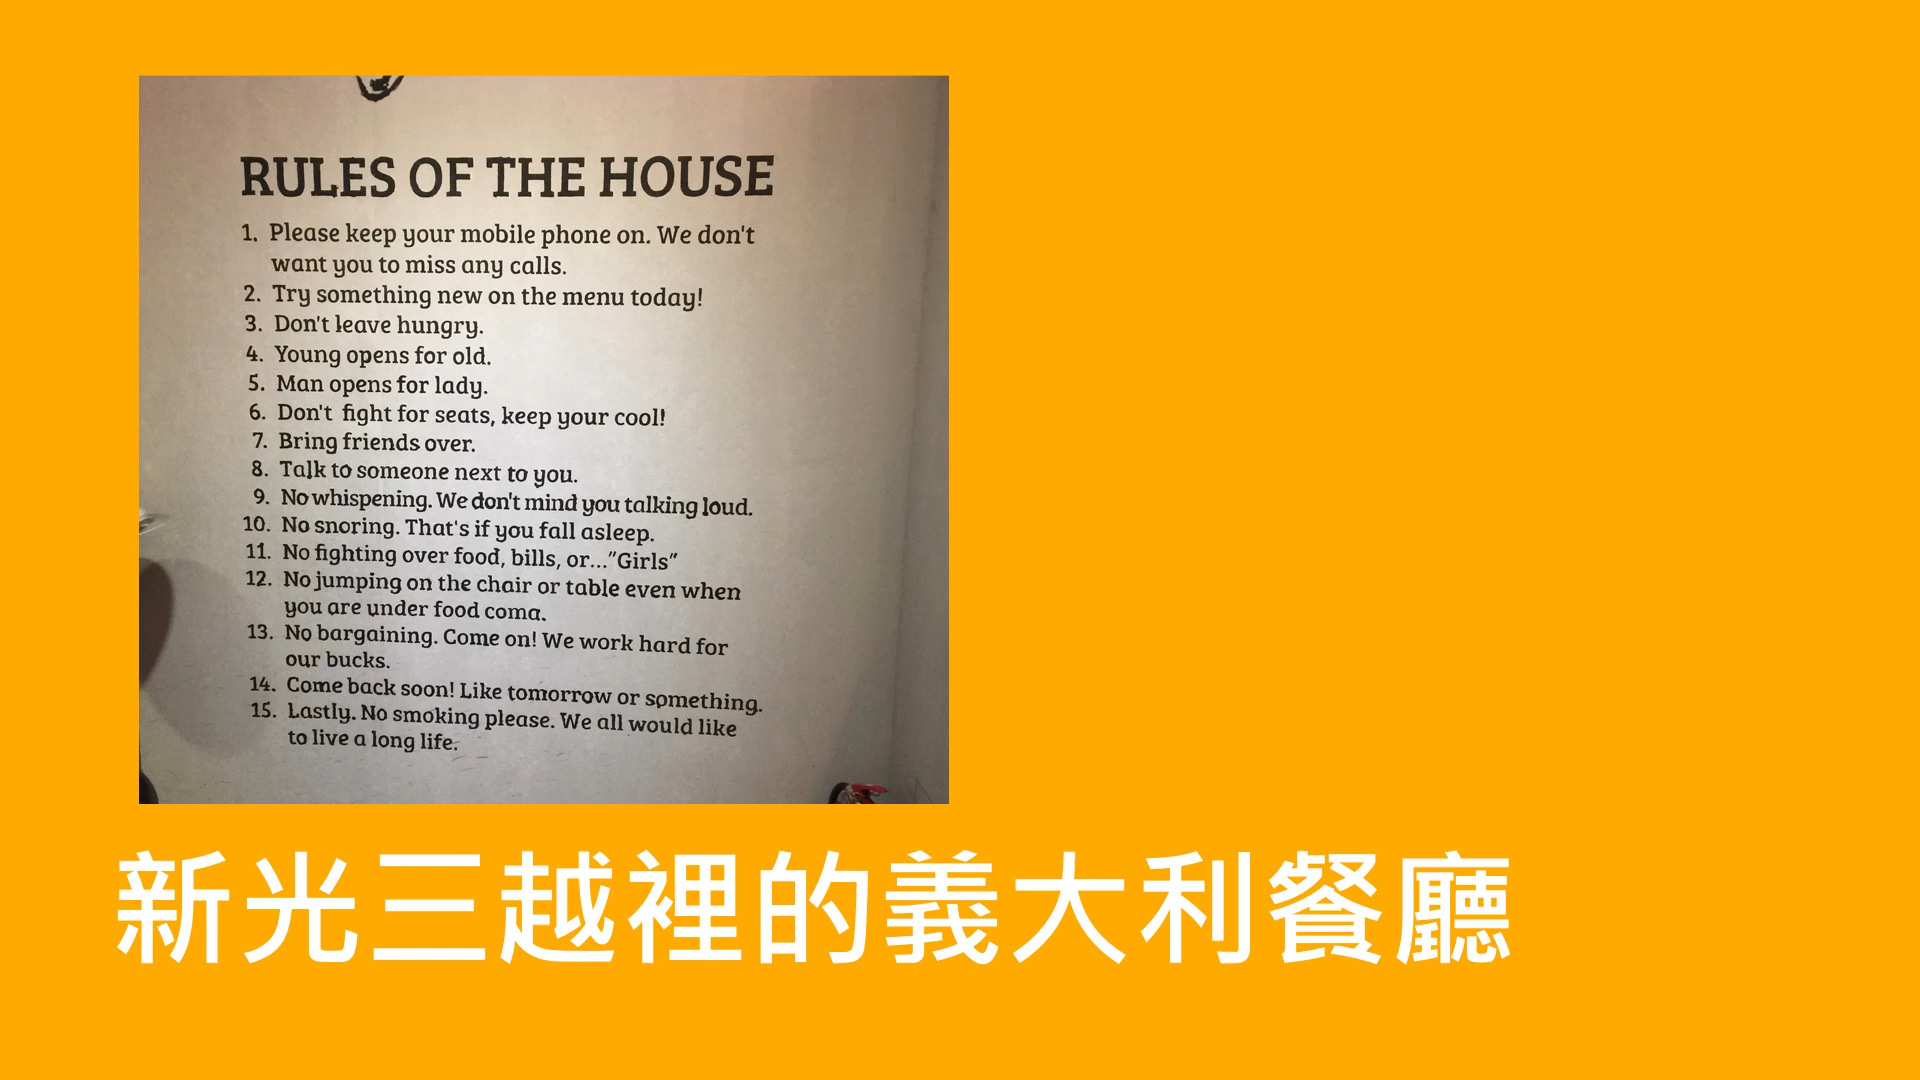 RULES OF THE HOUSE
1. Please keep your mobile phone on. We don't
want you to miss any calls.
2. Try something new on the menu today!
3. Don't leave hungry.
4. Young opens for old.
5. Man opens for lady.
6. Don't fight for seats, keep your cool!
7. Bring friends over.
8. Talk to someone next to you.
9. No whispening. We don't mind you talking loud.
10. No snoring. That's if you fall asleep.
11. No fighting over food, bills, or..."Girls"
12. No jumping on the chair or table even when
you are under food coma.
13. No bargaining. Come on! We work hard for
our bucks.
14. Come back soon! Like tomorrow or something.
15. Lastly. No smoking please. We all would like
to live a long life.
新光三越裡的義大利餐廳